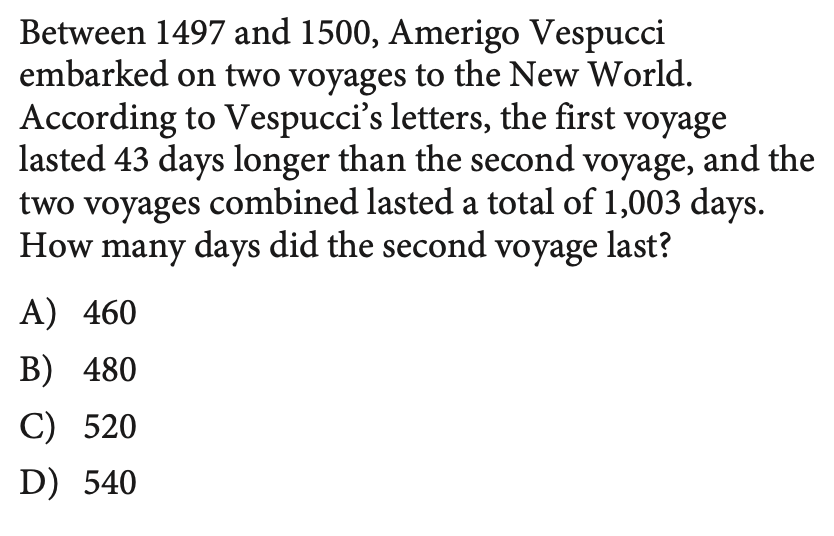 Between 1497 and 1500, Amerigo Vespucci
embarked on two voyages to the New World.
According to Vespucci’s letters, the first voyage
lasted 43 days longer than the second voyage, and the
two voyages combined lasted a total of 1,003 days.
How many days did the second voyage last?
A) 460
B) 480
C) 520
D) 540